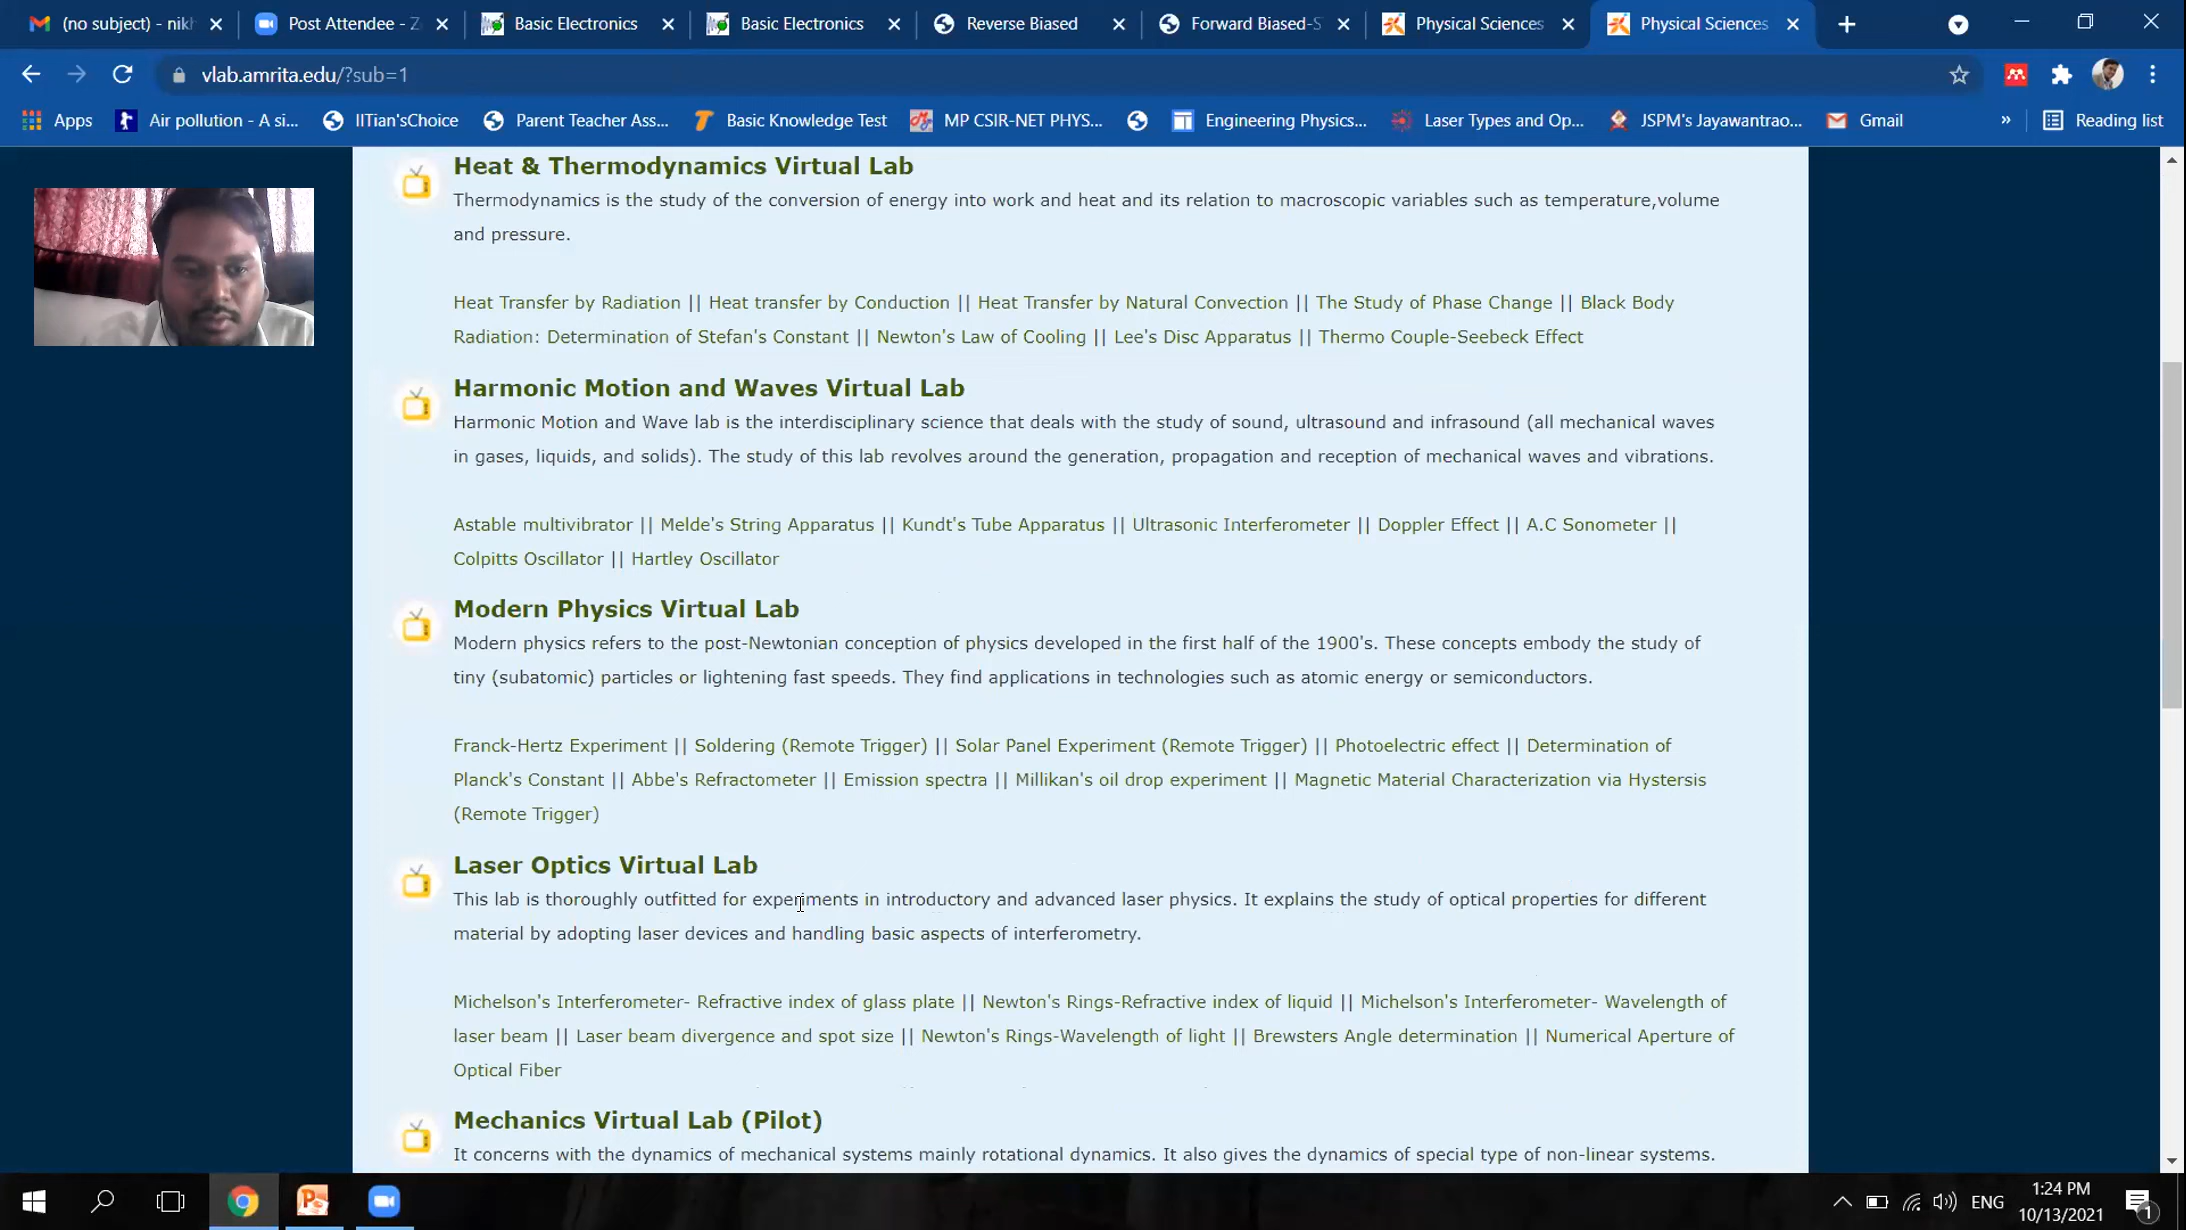 (no subject) - nikh
Post Attendee - Z
Basic Electronics
Basic Electronics
Reverse Biased
Forward Biased-S
Physical Sciences
Physical Sciences
vlab.amrita.edu/?sub=1
Apps
Air pollution - A si...
IITian'sChoice
Parent Teacher Ass...
Basic Knowledge Test
MP CSIR-NET PHYS...
Engineering Physics...
Laser Types and Op...
JSPM's Jayawantrao...
Gmail
»
Reading list
Heat & Thermodynamics Virtual Lab
Thermodynamics is the study of the conversion of energy into work and heat and its relation to macroscopic variables such as temperature,volume
and pressure.
Heat Transfer by Radiation || Heat transfer by Conduction || Heat Transfer by Natural Convection || The Study of Phase Change || Black Body
Radiation: Determination of Stefan's Constant || Newton's Law of Cooling || Lee's Disc Apparatus || Thermo Couple-Seebeck Effect
Harmonic Motion and Waves Virtual Lab
Harmonic Motion and Wave lab is the interdisciplinary science that deals with the study of sound, ultrasound and infrasound (all mechanical waves
in gases, liquids, and solids). The study of this lab revolves around the generation, propagation and reception of mechanical waves and vibrations.
Astable multivibrator || Melde's String Apparatus || Kundt's Tube Apparatus || Ultrasonic Interferometer || Doppler Effect || A.C Sonometer ||
Colpitts Oscillator || Hartley Oscillator
Modern Physics Virtual Lab
Modern physics refers to the post-Newtonian conception of physics developed in the first half of the 1900's. These concepts embody the study of
tiny (subatomic) particles or lightening fast speeds. They find applications in technologies such as atomic energy or semiconductors.
Franck-Hertz Experiment || Soldering (Remote Trigger) || Solar Panel Experiment (Remote Trigger) || Photoelectric effect || Determination of
Planck's Constant || Abbe's Refractometer || Emission spectra || Millikan's oil drop experiment || Magnetic Material Characterization via Hystersis
(Remote Trigger)
Laser Optics Virtual Lab
This lab is thoroughly outfitted for experiments in introductory and advanced laser physics. It explains the study of optical properties for different
material by adopting laser devices and handling basic aspects of interferometry.
Michelson's Interferometer- Refractive index of glass plate || Newton's Rings-Refractive index of liquid || Michelson's Interferometer- Wavelength of
laser beam || Laser beam divergence and spot size || Newton's Rings-Wavelength of light || Brewsters Angle determination || Numerical Aperture of
Optical Fiber
Mechanics Virtual Lab (Pilot)
It concerns with the dynamics of mechanical systems mainly rotational dynamics. It also gives the dynamics of special type of non-linear systems.
ENG
1:24 PM
10/13/2021
1